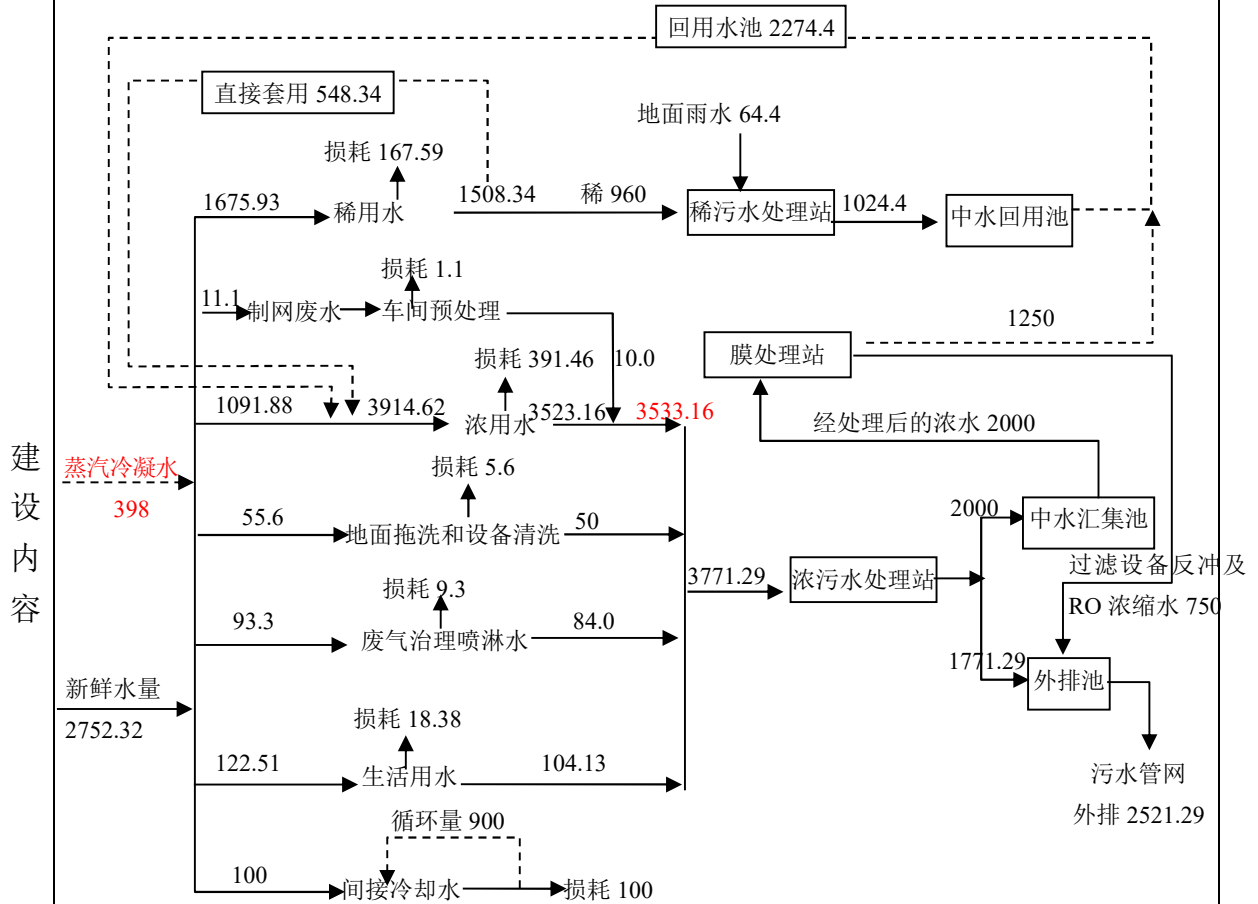 回用水池 2274.4
直接套用 548.34
地面雨水 64.4
损耗 167.59
1675.93
稀用水
1508.34
稀 960
稀污水处理站
1024.4
中水回用池
损耗 1.1
11.1
制网废水
车间预处理
1250
膜处理站
损耗 391.46
10.0
1091.88
3914.62
浓用水
3523.16
3533.16
经处理后的浓水 2000
建设内容
蒸汽冷凝水
398
损耗 5.6
55.6
地面拖洗和设备清洗
50
2000
中水汇集池
3771.29
浓污水处理站
过滤设备反冲及
RO 浓缩水 750
损耗 9.3
93.3
废气治理喷淋水
84.0
1771.29
外排池
新鲜水量
2752.32
损耗 18.38
122.51
生活用水
104.13
污水管网
外排 2521.29
循环量 900
100
间接冷却水
损耗 100